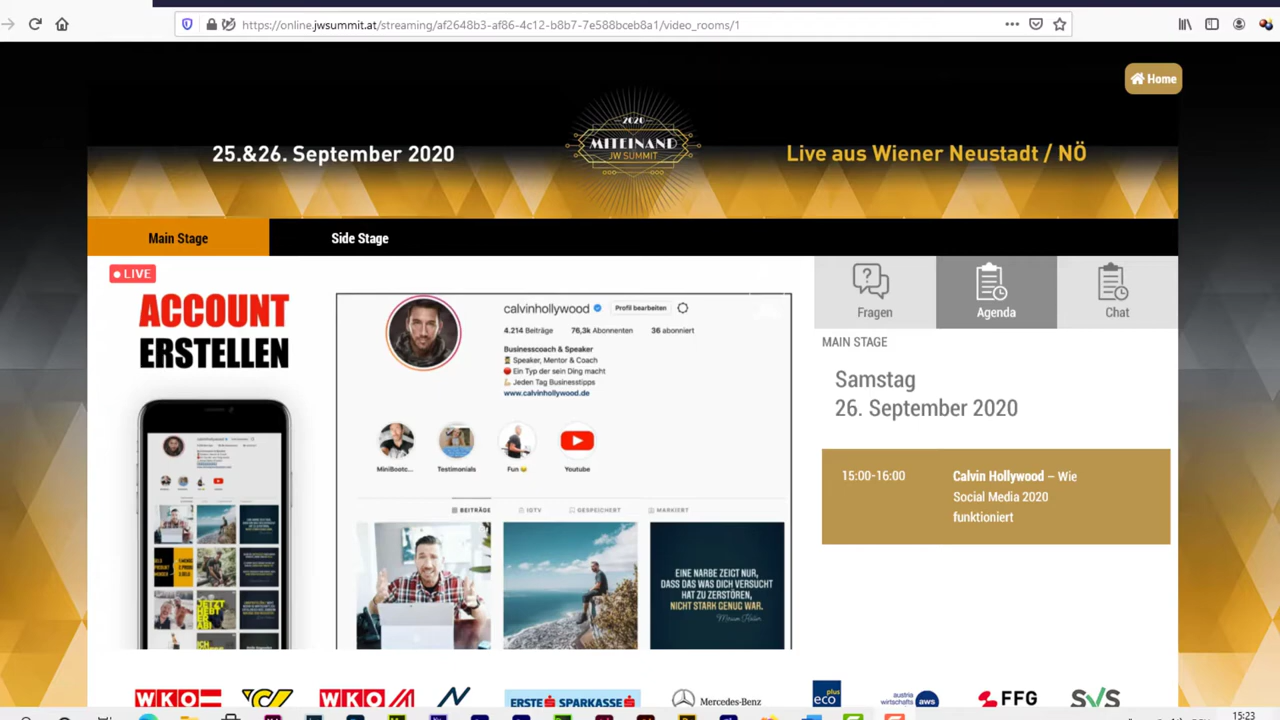 https://online.jwsummit.at/streaming/af2648b3-af86-4c12-b8b7-7e588bceb8a1/video_rooms/1
Home
25.&26. September 2020
2020
MITEINAND
JW SUMMIT
Live aus Wiener Neustadt / NÖ
Main Stage
Side Stage
LIVE
ACCOUNT
ERSTELLEN
calvinhollywood
Profil bearbeiten
4.214 Beiträge 76,3k Abonnenten 36 abonniert
Businesscoach & Speaker
Speaker, Mentor & Coach
Ein Typ der sein Ding macht
Jeden Tag Businesstipps
www.calvinhollywood.de
MiniBootc... Testimonials Fun Youtube
BEITRÄGE IGTV GESPEICHERT MARKIERT
EINE NARBE ZEIGT NUR,
DASS DAS WAS DICH VERSUCHT
HAT ZU ZERSTÖREN,
NICHT STARK GENUG WAR.
Fragen
Agenda
Chat
MAIN STAGE
Samstag
26. September 2020
15:00-16:00
Calvin Hollywood – Wie
Social Media 2020
funktioniert
WKO
WKO
ERSTE SPARKASSE
Mercedes-Benz
eco
plus
austria
wirtschafts
aws
FFG
SVS
15:23